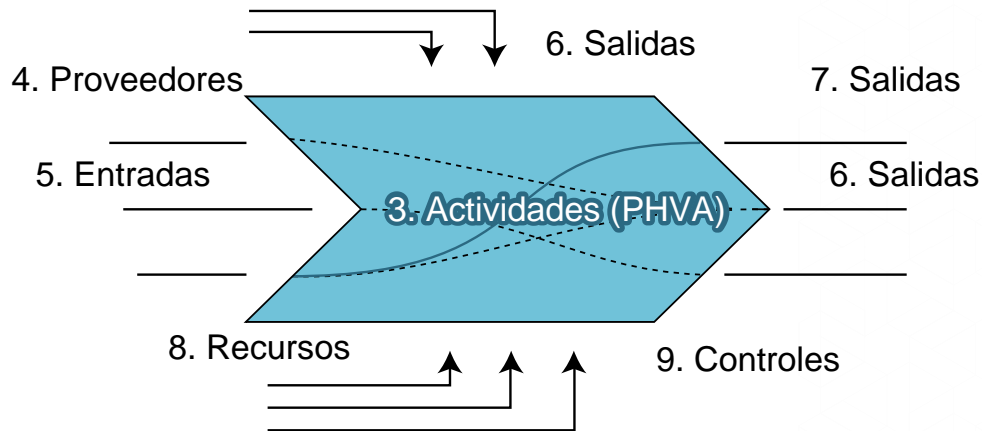 6. Salidas
4. Proveedores
7. Salidas
5. Entradas
6. Salidas
3. Actividades (PHVA)
8. Recursos
9. Controles